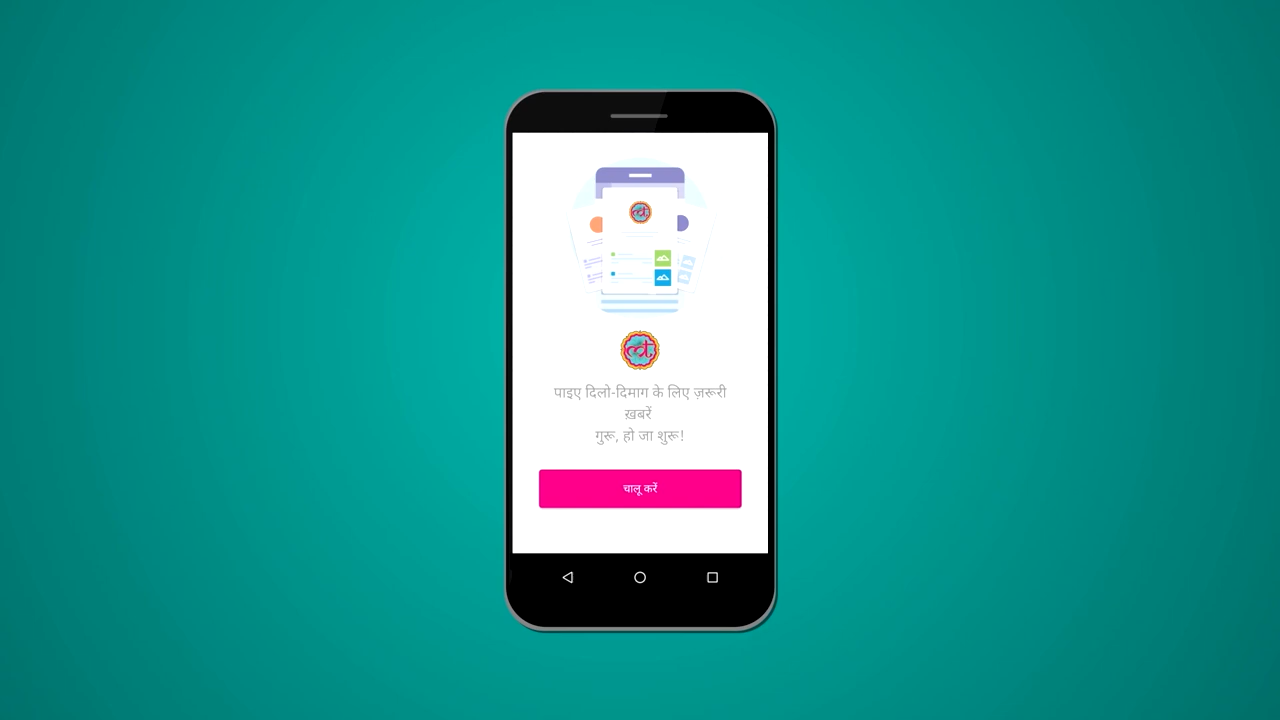 पाइए दिलो-दिमाग के लिए ज़रूरी
ख़बरें
गुरू, हो जा शुरू!
चालू करें